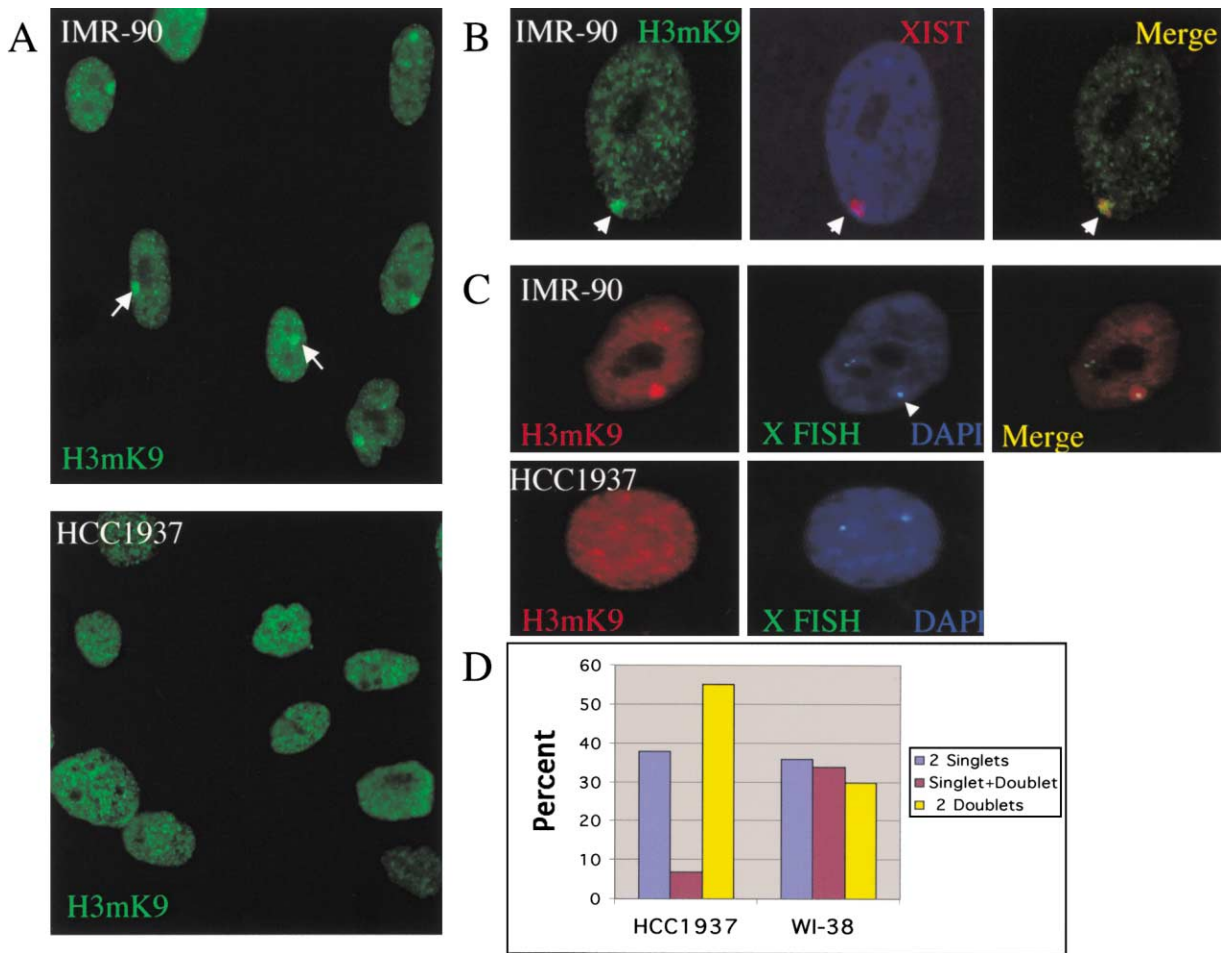 A
IMR-90
H3mK9
HCC1937
H3mK9
B
IMR-90 H3mK9
XIST
Merge
C
IMR-90
H3mK9
X FISH DAPI
Merge
HCC1937
H3mK9
X FISH DAPI
D
60
50
40
30
20
10
0
Percent
HCC1937
WI-38
2 Singlets
Singlet+Doublet
2 Doublets